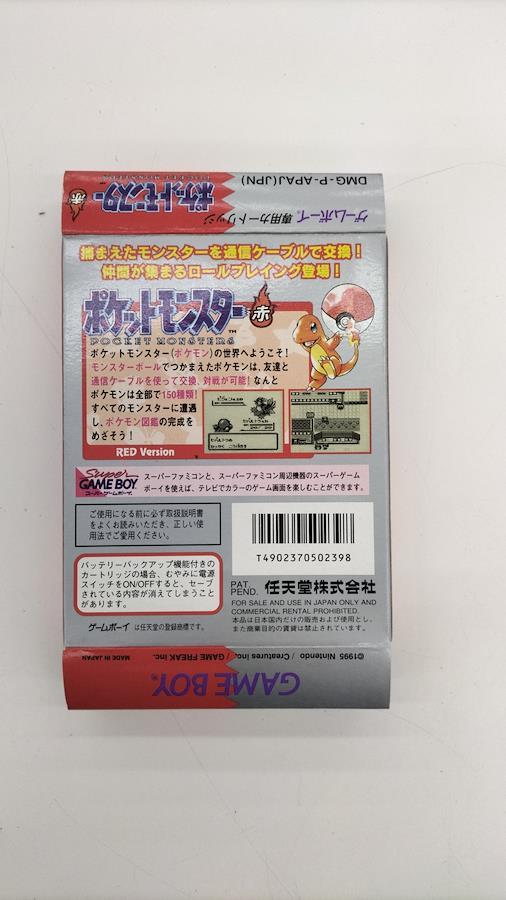 DMG-P-APAJ(JPN)
ゲームボーイ専用カートリッジ
ポケットモンスター
POCKET MONSTERS
赤
捕まえたモンスターを通信ケーブルで交換!
仲間が集まるロールプレイング登場!
ポケットモンスター 赤
TM
POCKET MONSTERS
ポケットモンスター(ポケモン)の世界へようこそ!
モンスターボールでつかまえたポケモンは、友達と
通信ケーブルを使って交換、対戦が可能!なんと
ポケモンは全部で150種類!
すべてのモンスターに遭遇
し、ポケモン図鑑の完成を
めざそう!
RED Version
Super
GAME BOY
スーパーゲームボーイ
スーパーファミコンと、スーパーファミコン周辺機器のスーパーゲーム
ボーイを使えば、テレビでカラーのゲーム画面を楽しむことができます。
ご使用になる前に必ず取扱説明書
をよくお読みいただき、正しい使
用法でご愛用ください。
T4902370502398
バッテリーバックアップ機能付きの
カートリッジの場合、むやみに電源
スイッチをON/OFFすると、セーブ
されている内容が消えてしまうこと
があります。
PAT.
PEND.
任天堂株式会社
FOR SALE AND USE IN JAPAN ONLY AND
COMMERCIAL RENTAL PROHIBITED.
本品は日本国内だけの販売および使用とし、
また商業目的の賃貸は禁止されています。
ゲームボーイ は任天堂の登録商標です。
©1995 Nintendo / Creatures inc. / GAME FREAK inc.
MADE IN JAPAN
GAME BOY